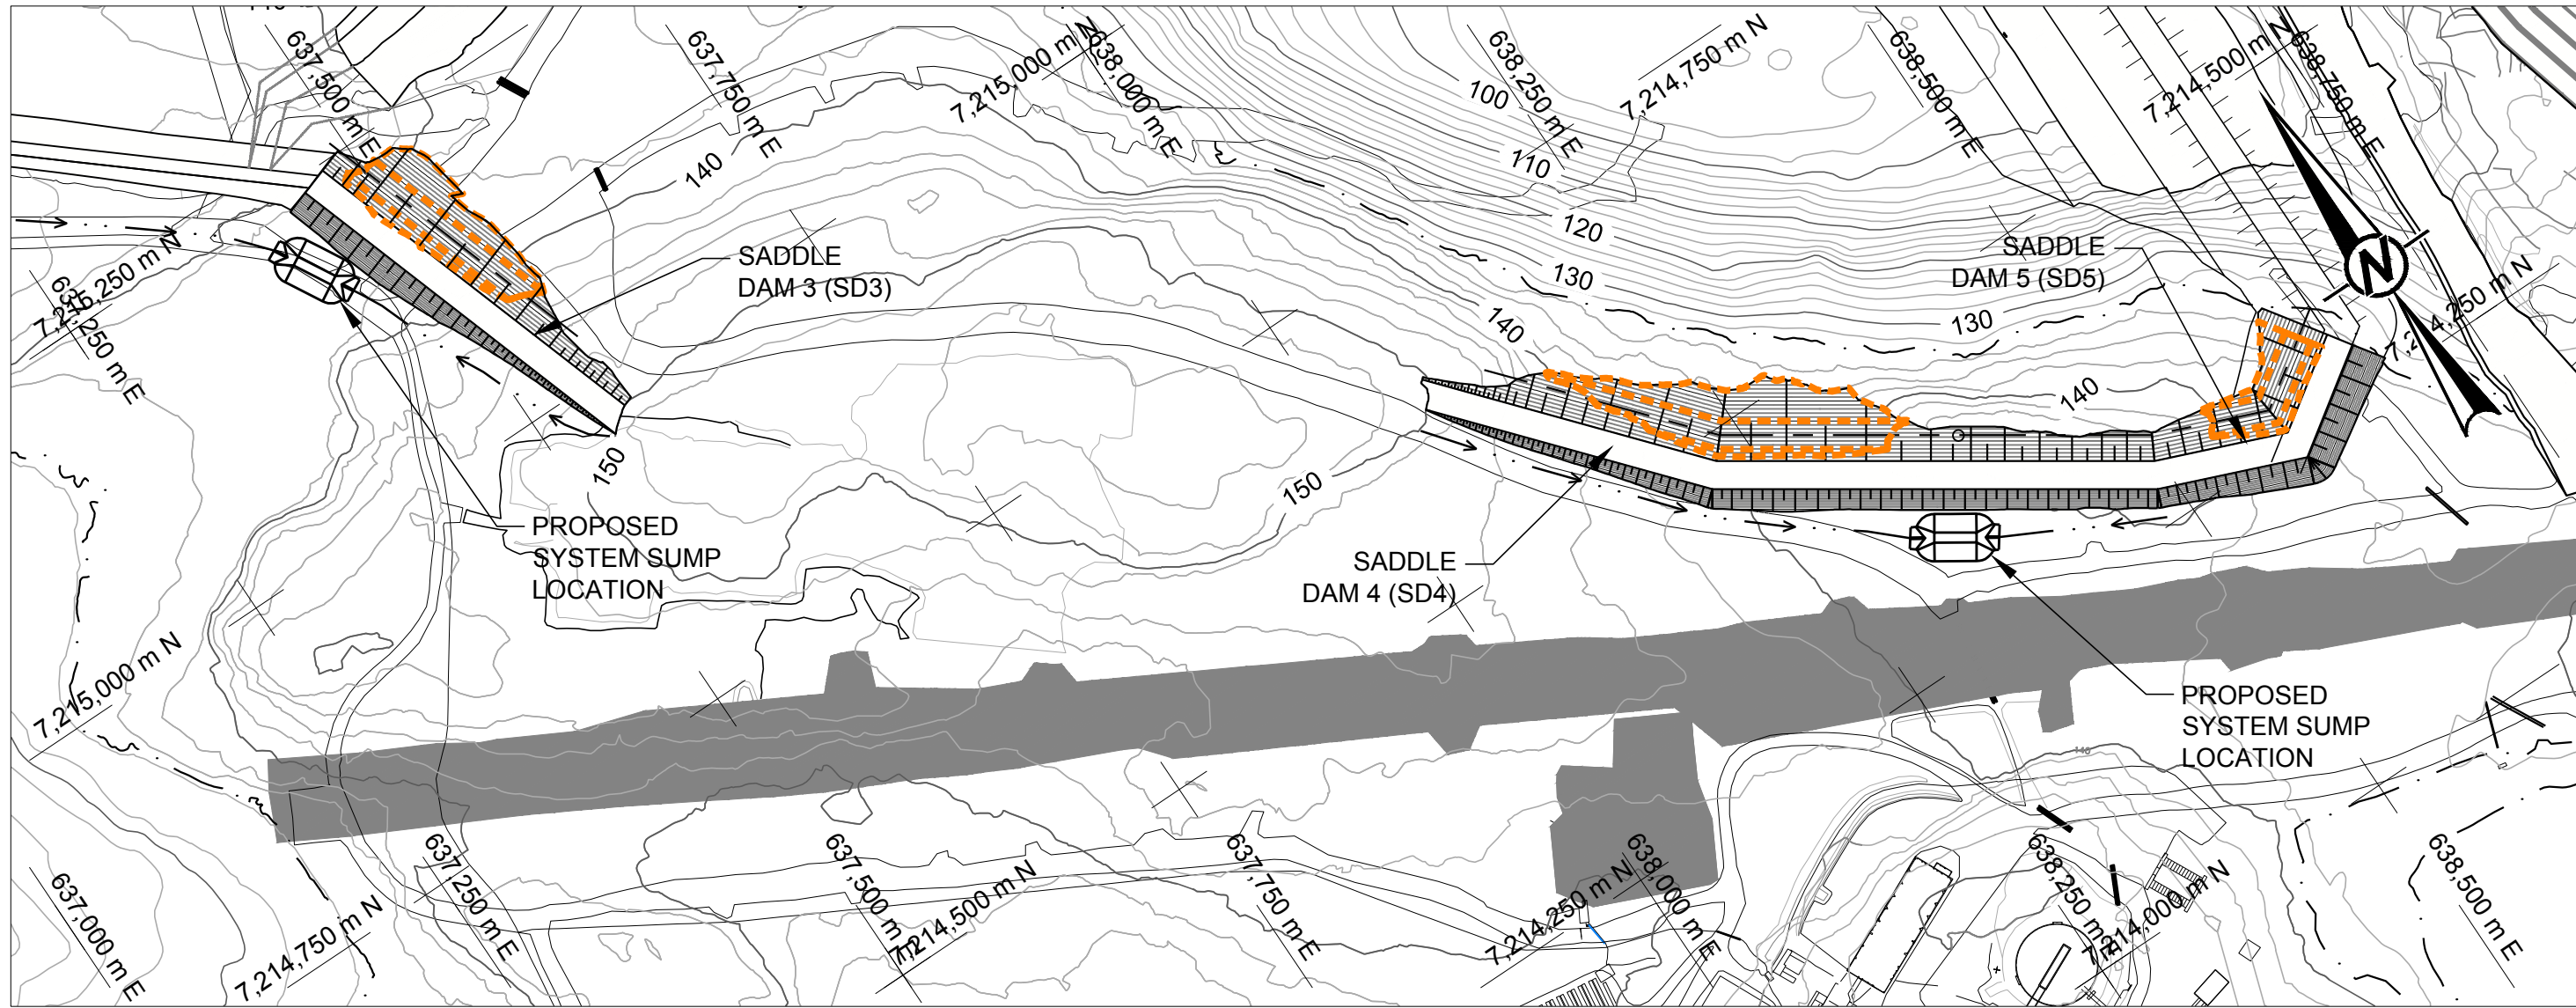 637,500 m E
637,750 m E
7,215,000 m N
638,000 m E
638,250 m E
7,214,750 m N
638,500 m E
7,214,500 m N
638,750 m E
100
110
120
130
140
140
130
140
SADDLE
DAM 3 (SD3)
SADDLE
DAM 5 (SD5)
N
7,215,250 m N
637,250 m E
7,214,250 m N
150
150
PROPOSED
SYSTEM SUMP
LOCATION
SADDLE
DAM 4 (SD4)
PROPOSED
SYSTEM SUMP
LOCATION
140
7,215,000 m N
637,000 m E
7,214,750 m N
637,250 m E
637,500 m E
7,214,500 m N
637,750 m E
7,214,250 m N
638,000 m E
638,250 m E
7,214,000 m N
638,500 m E